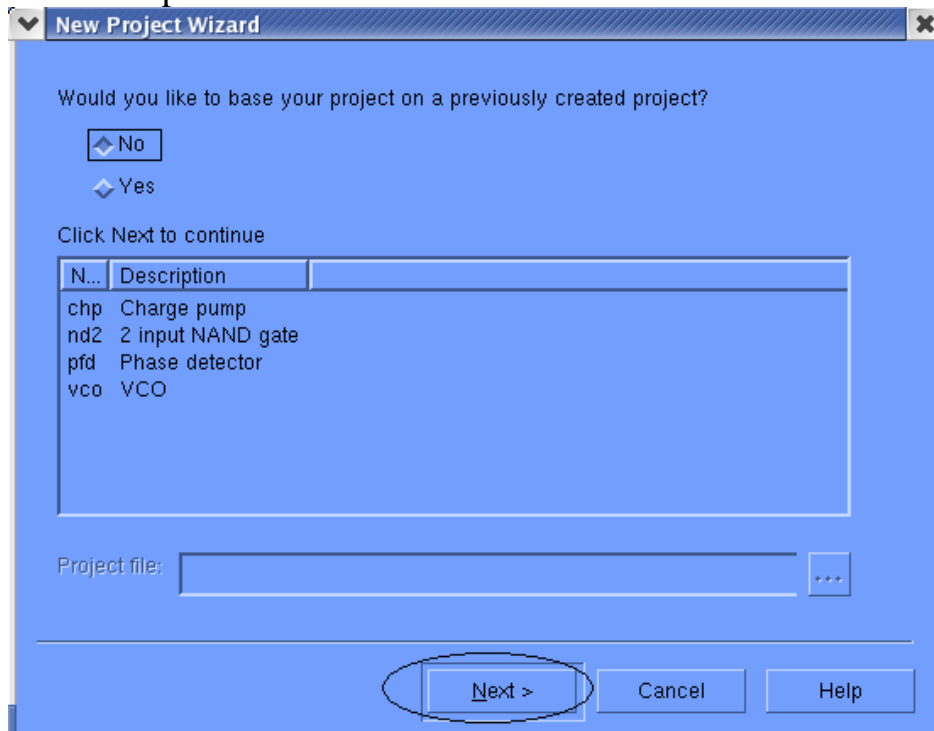 New Project Wizard
Would you like to base your project on a previously created project?
No
Yes
Click Next to continue
N... Description
chp Charge pump
nd2 2 input NAND gate
pfd Phase detector
vco VCO
Project file: ...
Next > Cancel Help